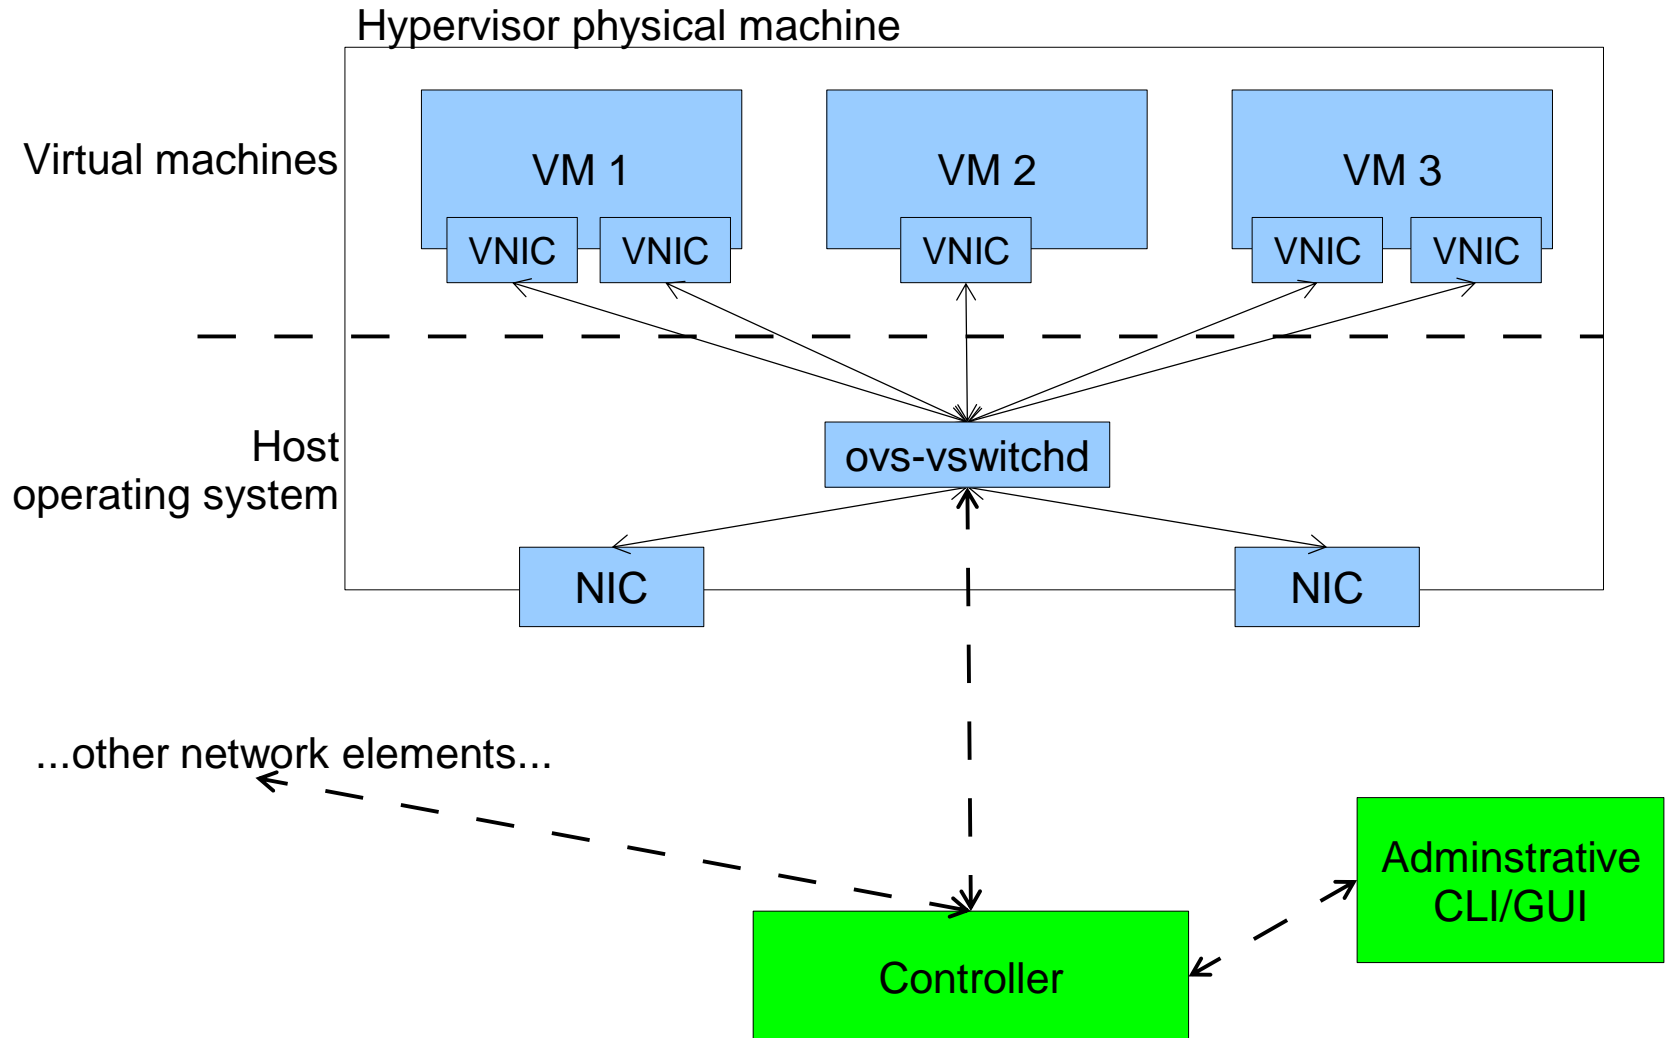 Hypervisor physical machine
Virtual machines
VM 1
VM 2
VM 3
VNIC
VNIC
VNIC
VNIC
VNIC
Host
operating system
ovs-vswitchd
NIC
NIC
...other network elements...
Adminstrative
CLI/GUI
Controller